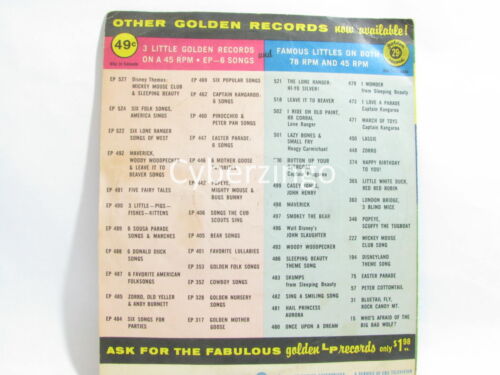 OTHER GOLDEN RECORDS now available!
49¢
3 LITTLE GOLDEN RECORDS
ON A 45 RPM • EP—6 SONGS
and
FAMOUS LITTLES ON BOTH
78 RPM AND 45 RPM
29¢
EP 527 Disney Themes:
MICKEY MOUSE CLUB
& SLEEPING BEAUTY
EP 524 SIX FOLK SONGS,
AMERICA SINGS
EP 522 SIX LONE RANGER
SONGS OF WEST
EP 492 MAVERICK,
WOODY WOODPECKER
& LEAVE IT TO
BEAVER SONGS
EP 491 FIVE FAIRY TALES
EP 490 3 LITTLE—PIGS—
FISHES—KITTENS
EP 489 6 SOUSA PARADE
SONGS & MARCHES
EP 488 6 DONALD DUCK
SONGS
EP 487 6 FAVORITE AMERICAN
FOLKSONGS
EP 485 ZORRO, OLD YELLER
& ANDY BURNETT
EP 484 SIX SONGS FOR
PARTIES
EP 469 SIX POPULAR SONGS
EP 462 CAPTAIN KANGAROO:
6 SONGS
EP 460 PINOCCHIO &
PETER PAN SONGS
EP 447 EASTER PARADE,
6 SONGS
EP 446 6 MOTHER GOOSE
EP 442 POPEYE,
MIGHTY MOUSE &
BUGS BUNNY
EP 406 SONGS THE CUB
SCOUTS SING
EP 405 BEAR SONGS
EP 401 FAVORITE LULLABIES
EP 353 GOLDEN FOLK SONGS
EP 352 COWBOY SONGS
EP 328 GOLDEN NURSERY
SONGS
EP 317 GOLDEN MOTHER
GOOSE
521 THE LONE RANGER:
HI-YO SILVER!
518 LEAVE IT TO BEAVER
502 I RIDE ON OLD PAINT,
OK CORRAL
Lone Ranger
501 LAZY BONES &
SMALL FRY
Hoagy Carmichael
BUTTON UP YOUR
Captain Kangaroo
499 CASEY JONES,
JOHN HENRY
498 MAVERICK
497 SMOKEY THE BEAR
496 Walt Disney's
JOHN SLAUGHTER
493 WOODY WOODPECKER
486 SLEEPING BEAUTY
THEME SONG
483 SKUMPS
from Sleeping Beauty
482 SING A SMILING SONG
481 HAIL PRINCESS
AURORA
480 ONCE UPON A DREAM
479 I WONDER
from Sleeping Beauty
473 I LOVE A PARADE
Captain Kangaroo
471 MARCH OF TOYS
Captain Kangaroo
450 LASSIE
448 ZORRO
374 HAPPY BIRTHDAY
TO YOU!
365 LITTLE WHITE DUCK,
RED RED ROBIN
363 LONDON BRIDGE,
3 BLIND MICE
346 POPEYE,
SCUFFY THE TUGBOAT
222 MICKEY MOUSE
CLUB SONG
194 DISNEYLAND
THEME SONG
75 EASTER PARADE
57 PETER COTTONTAIL
31 BLUETAIL FLY,
ROCK CANDY MT.
15 WHO'S AFRAID OF THE
BIG BAD WOLF?
Cyberzingo
ASK FOR THE FABULOUS golden LP records only $1.98